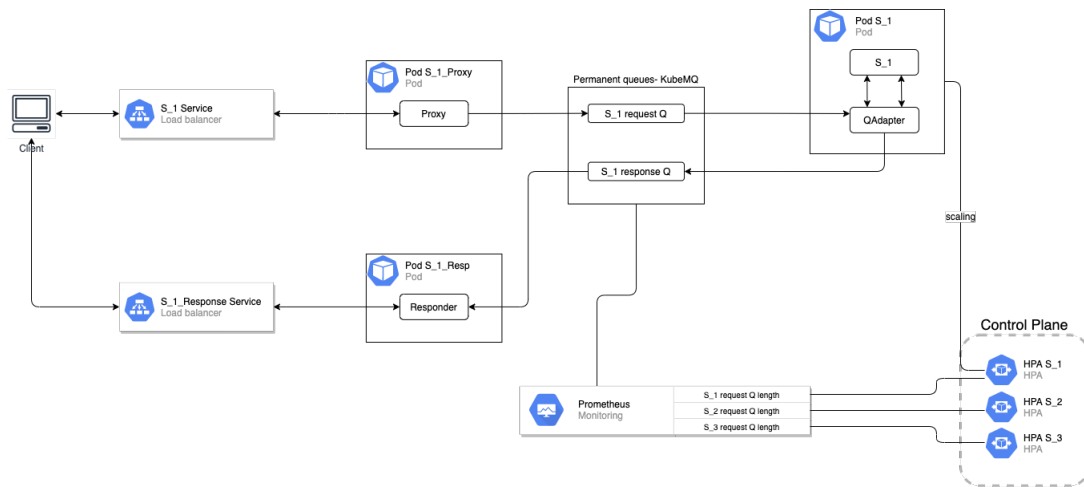 Pod S_1
Pod
Permanent queues- KubeMQ
Pod S_1_Proxy
Pod
S_1
S_1 Service
Load balancer
Proxy
S_1 request Q
QAdapter
Client
S_1 response Q
scaling
Pod S_1_Resp
Pod
S_1_Response Service
Load balancer
Responder
Control Plane
HPA S_1
HPA
Prometheus
Monitoring
S_1 request Q length
S_2 request Q length
S_3 request Q length
HPA S_2
HPA
HPA S_3
HPA